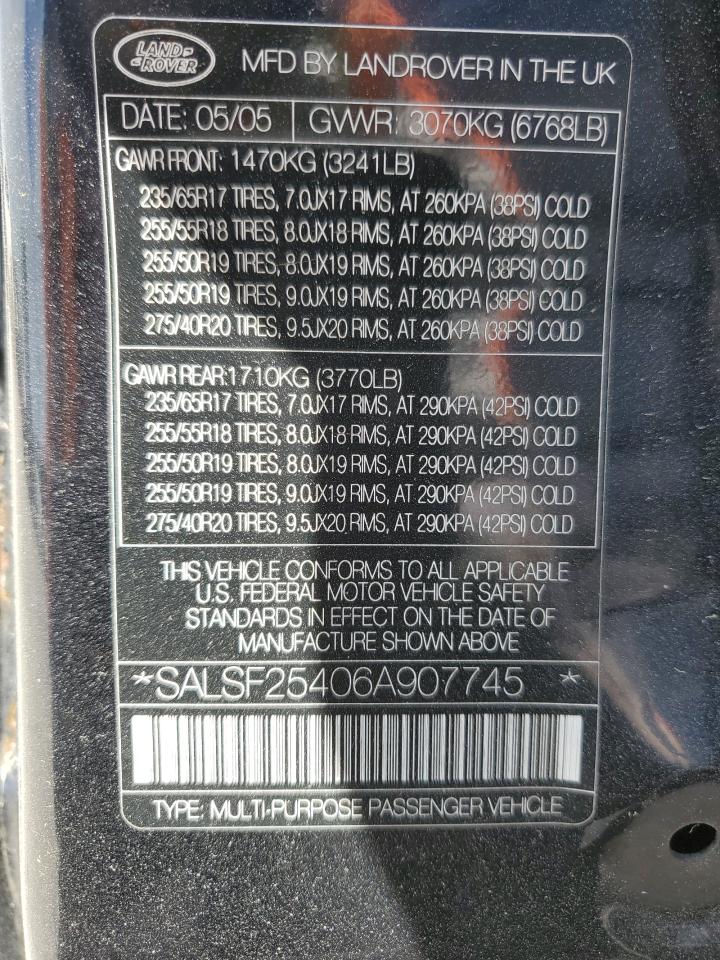 LAND-
-ROVER
MFD BY LANDROVER IN THE UK
DATE: 05/05 GVWR: 3070KG (6768LB)
GAWR FRONT: 1470KG (3241LB)
235/65R17 TIRES, 7.0JX17 RIMS, AT 260KPA (38PSI) COLD
255/55R18 TIRES, 8.0JX18 RIMS, AT 260KPA (38PSI) COLD
255/50R19 TIRES, 8.0JX19 RIMS, AT 260KPA (38PSI) COLD
255/50R19 TIRES, 9.0JX19 RIMS, AT 260KPA (38PSI) COLD
275/40R20 TIRES, 9.5JX20 RIMS, AT 260KPA (38PSI) COLD
GAWR REAR:1710KG (3770LB)
235/65R17 TIRES, 7.0JX17 RIMS, AT 290KPA (42PSI) COLD
255/55R18 TIRES, 8.0JX18 RIMS, AT 290KPA (42PSI) COLD
255/50R19 TIRES, 8.0JX19 RIMS, AT 290KPA (42PSI) COLD
255/50R19 TIRES, 9.0JX19 RIMS, AT 290KPA (42PSI) COLD
275/40R20 TIRES, 9.5JX20 RIMS, AT 290KPA (42PSI) COLD
THIS VEHICLE CONFORMS TO ALL APPLICABLE
U.S. FEDERAL MOTOR VEHICLE SAFETY
STANDARDS IN EFFECT ON THE DATE OF
MANUFACTURE SHOWN ABOVE
*SALSF25406A907745 *
TYPE: MULTI-PURPOSE PASSENGER VEHICLE